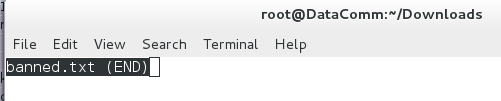 root@DataComm:~/Downloads
File Edit View Search Terminal Help
banned.txt (END)